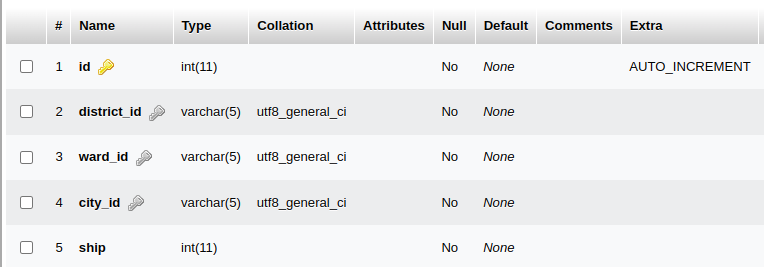 # Name Type Collation Attributes Null Default Comments Extra
1 id int(11) No None AUTO_INCREMENT
2 district_id varchar(5) utf8_general_ci No None
3 ward_id varchar(5) utf8_general_ci No None
4 city_id varchar(5) utf8_general_ci No None
5 ship int(11) No None